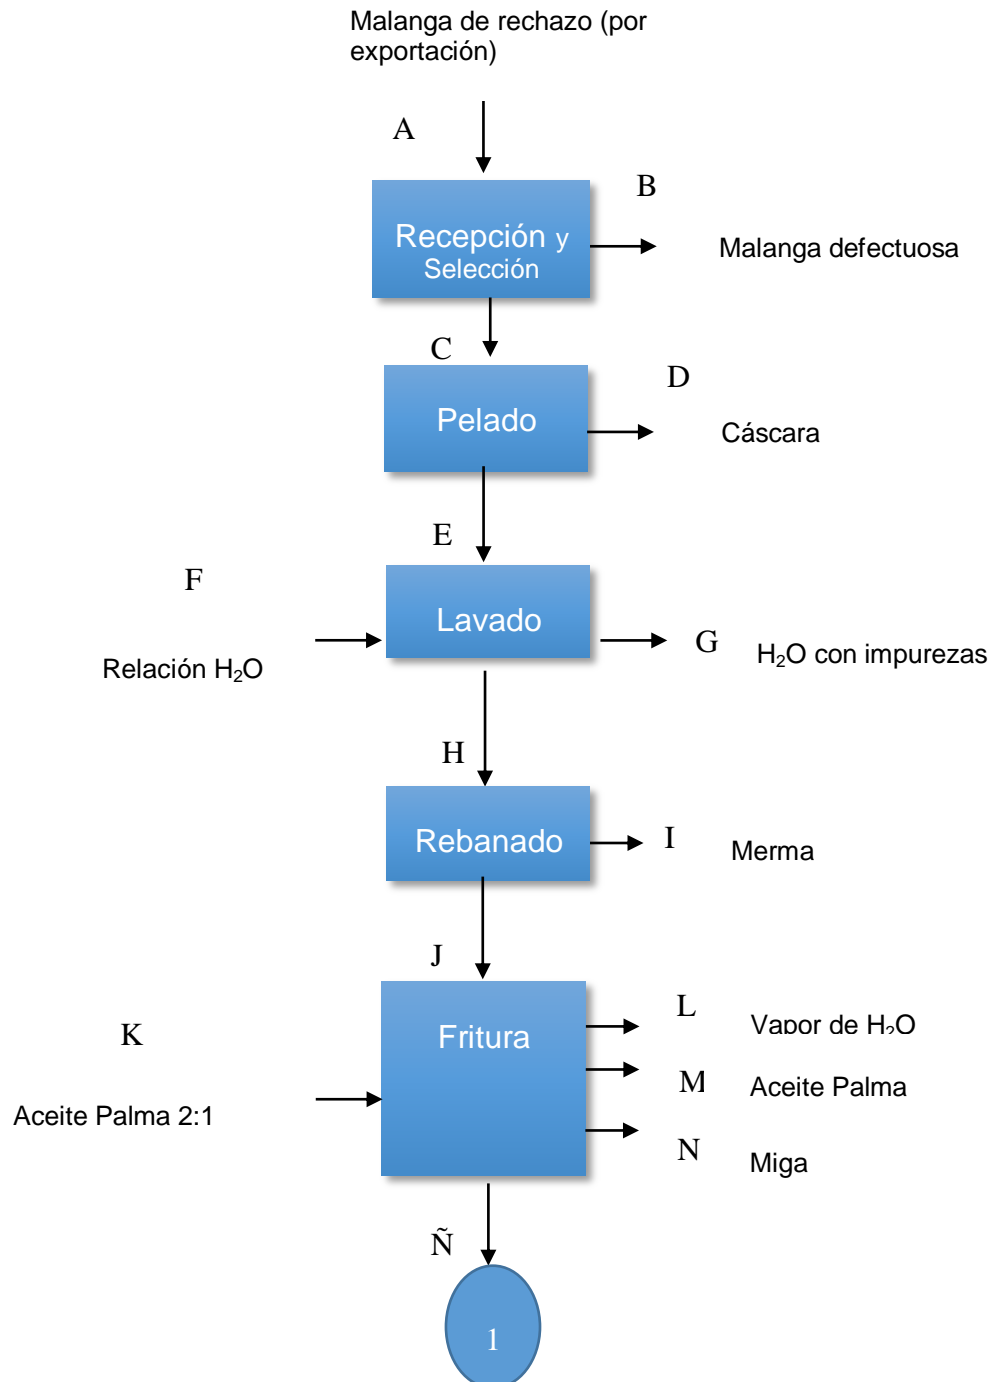 Malanga de rechazo (por
exportación)
A
B
Recepción y
Selección
Malanga defectuosa
C
D
Pelado
Cáscara
E
F
Lavado
G
H₂O con impurezas
Relación H₂O
H
Rebanado
I
Merma
J
L
K
Fritura
Vapor de H₂O
M
Aceite Palma
Aceite Palma 2:1
N
Miga
Ñ
1